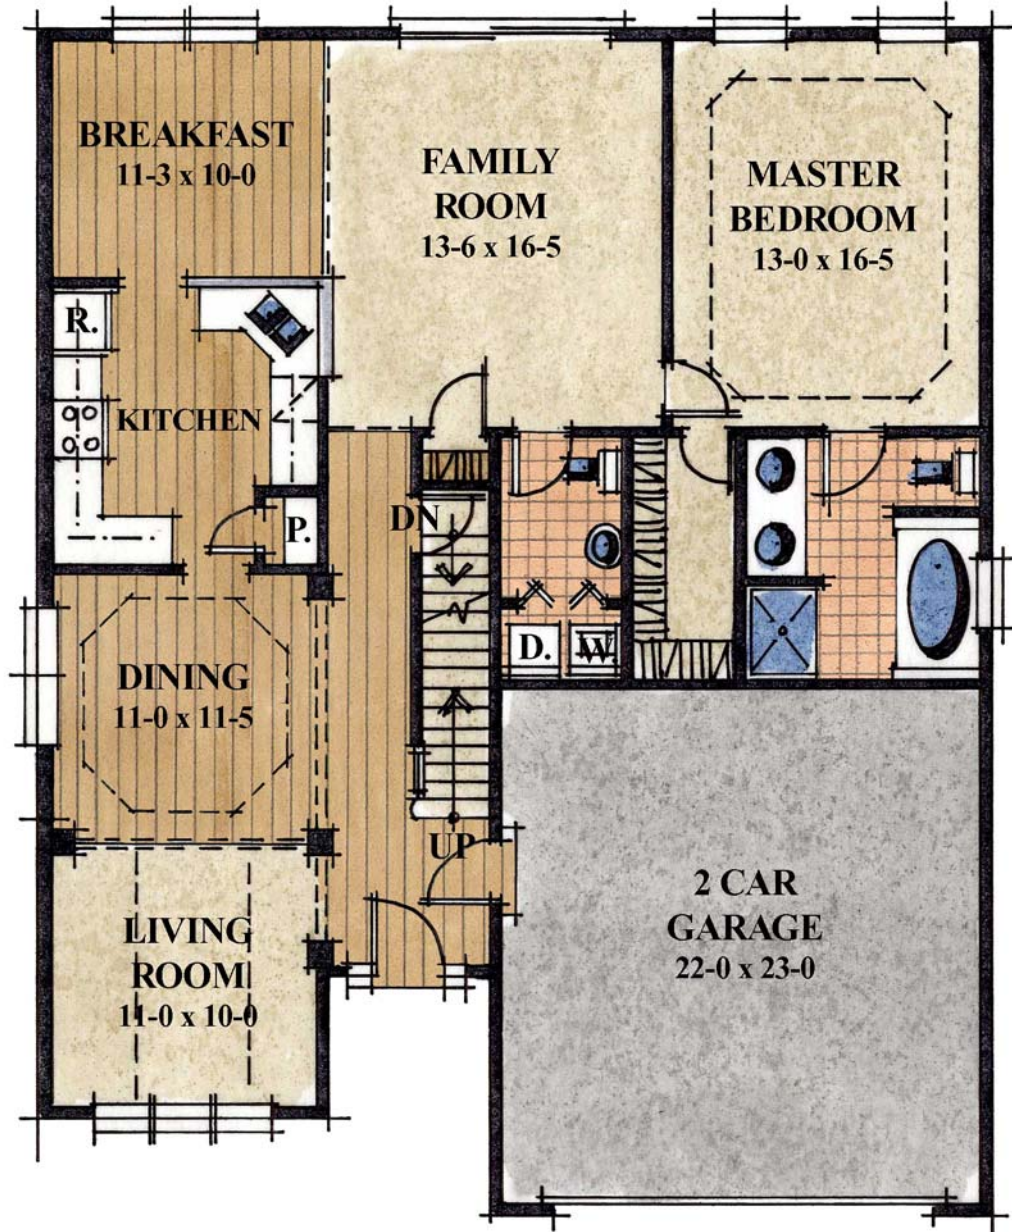 BREAKFAST
11-3 x 10-0
FAMILY
ROOM
13-6 x 16-5
MASTER
BEDROOM
13-0 x 16-5
R.
KITCHEN
P.
DN
D.
W.
DINING
11-0 x 11-5
UP
LIVING
ROOM
11-0 x 10-0
2 CAR
GARAGE
22-0 x 23-0